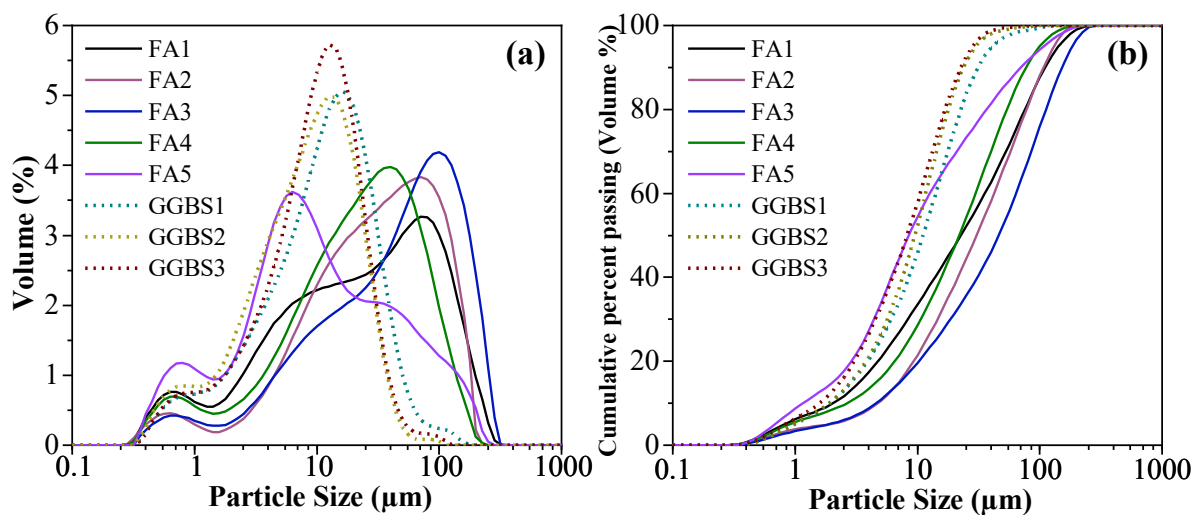 (a)
Volume (%)
6
5
4
3
2
1
0
FA1
FA2
FA3
FA4
FA5
GGBS1
GGBS2
GGBS3
0.1
1
10
100
1000
Particle Size (µm)
(b)
Cumulative percent passing (Volume %)
100
80
60
40
20
0
FA1
FA2
FA3
FA4
FA5
GGBS1
GGBS2
GGBS3
0.1
1
10
100
1000
Particle Size (µm)